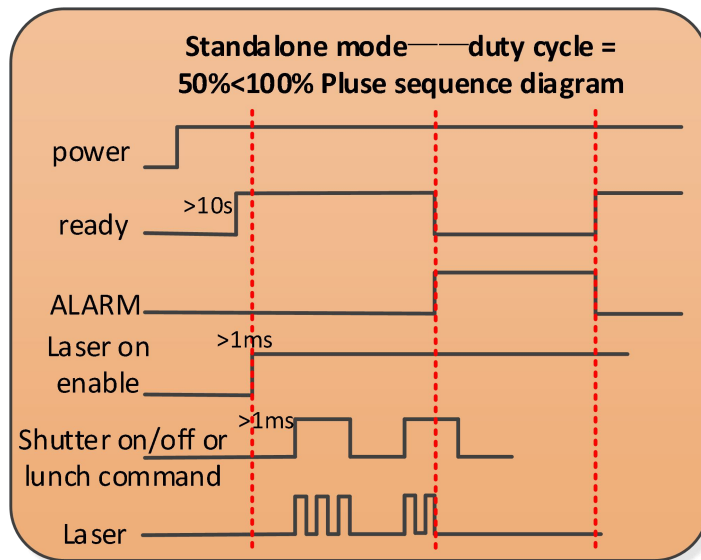 Standalone mode——duty cycle =
50%<100% Pluse sequence diagram
power
>10s
ready
ALARM
>1ms
Laser on
enable
>1ms
Shutter on/off or
lunch command
Laser